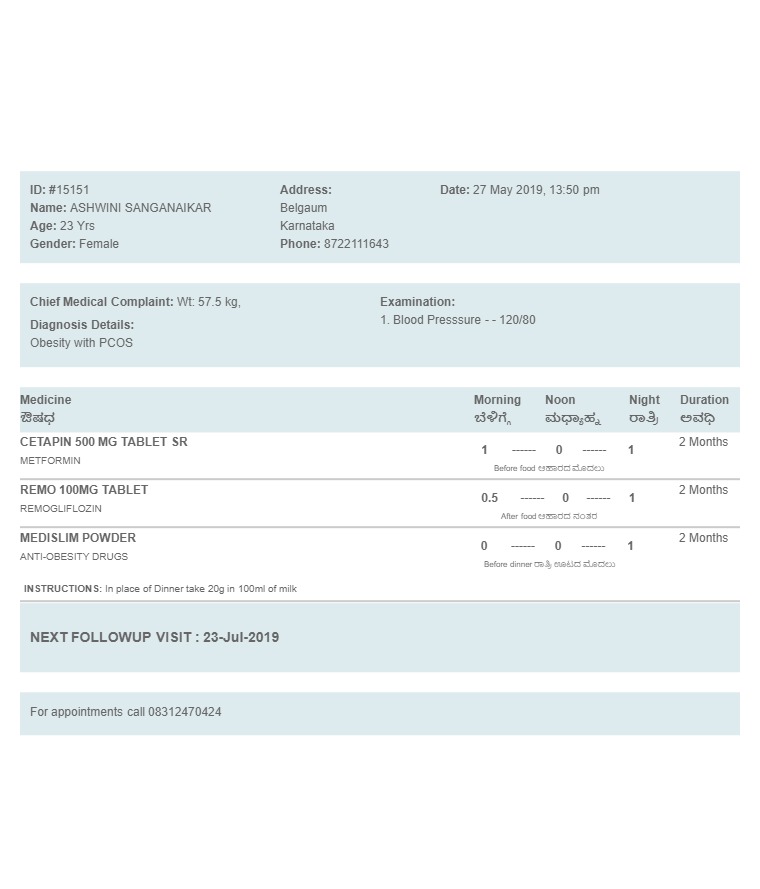 ID: #15151
Name: ASHWINI SANGANAIKAR
Age: 23 Yrs
Gender: Female
Address:
Belgaum
Karnataka
Phone: 8722111643
Date: 27 May 2019, 13:50 pm
Chief Medical Complaint: Wt: 57.5 kg,
Diagnosis Details:
Obesity with PCOS
Examination:
1. Blood Presssure - - 120/80
Medicine Morning Noon Night Duration
ಔಷಧ ಬೆಳಿಗ್ಗೆ ಮಧ್ಯಾಹ್ನ ರಾತ್ರಿ ಅವಧಿ
CETAPIN 500 MG TABLET SR 2 Months
1 ------ 0 ------ 1
METFORMIN
Before food ಆಹಾರದ ಮೊದಲು
REMO 100MG TABLET 2 Months
0.5 ------ 0 ------ 1
REMOGLIFLOZIN
After food ಆಹಾರದ ನಂತರ
MEDISLIM POWDER 2 Months
0 ------ 0 ------ 1
ANTI-OBESITY DRUGS
Before dinner ರಾತ್ರಿ ಊಟದ ಮೊದಲು
INSTRUCTIONS: In place of Dinner take 20g in 100ml of milk
NEXT FOLLOWUP VISIT : 23-Jul-2019
For appointments call 08312470424